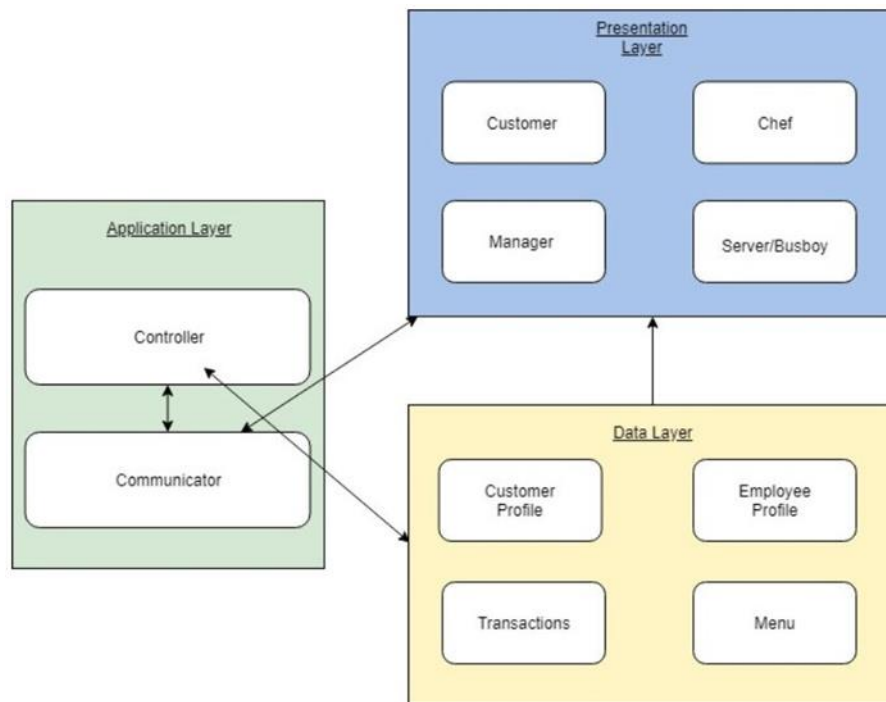 Presentation
Layer
Customer
Chef
Manager
Server/Busboy
Application Layer
Controller
Communicator
Data Layer
Customer
Profile
Employee
Profile
Transactions
Menu